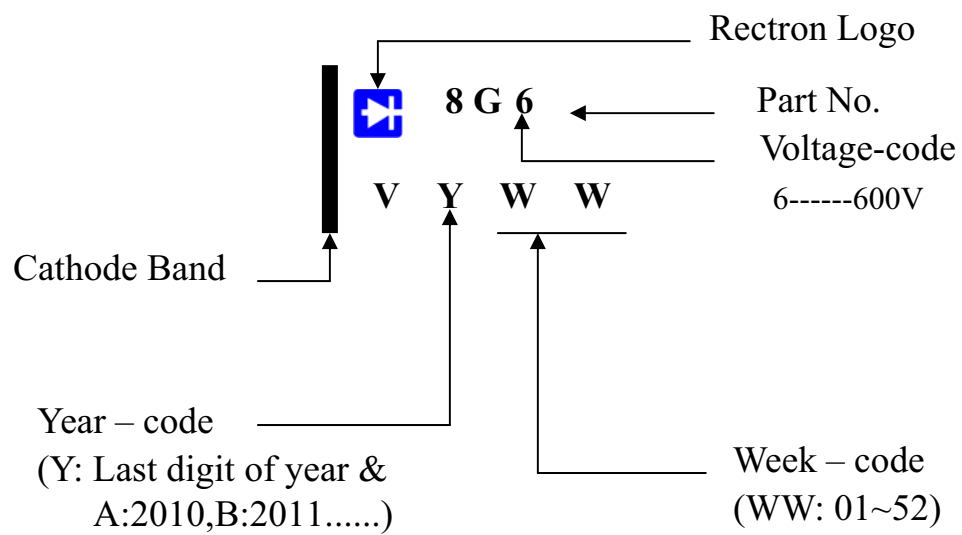 Rectron Logo
8 G 6
Part No.
Voltage-code
6------600V
V Y W W
Cathode Band
Year – code
(Y: Last digit of year &
A:2010,B:2011......)
Week – code
(WW: 01~52)